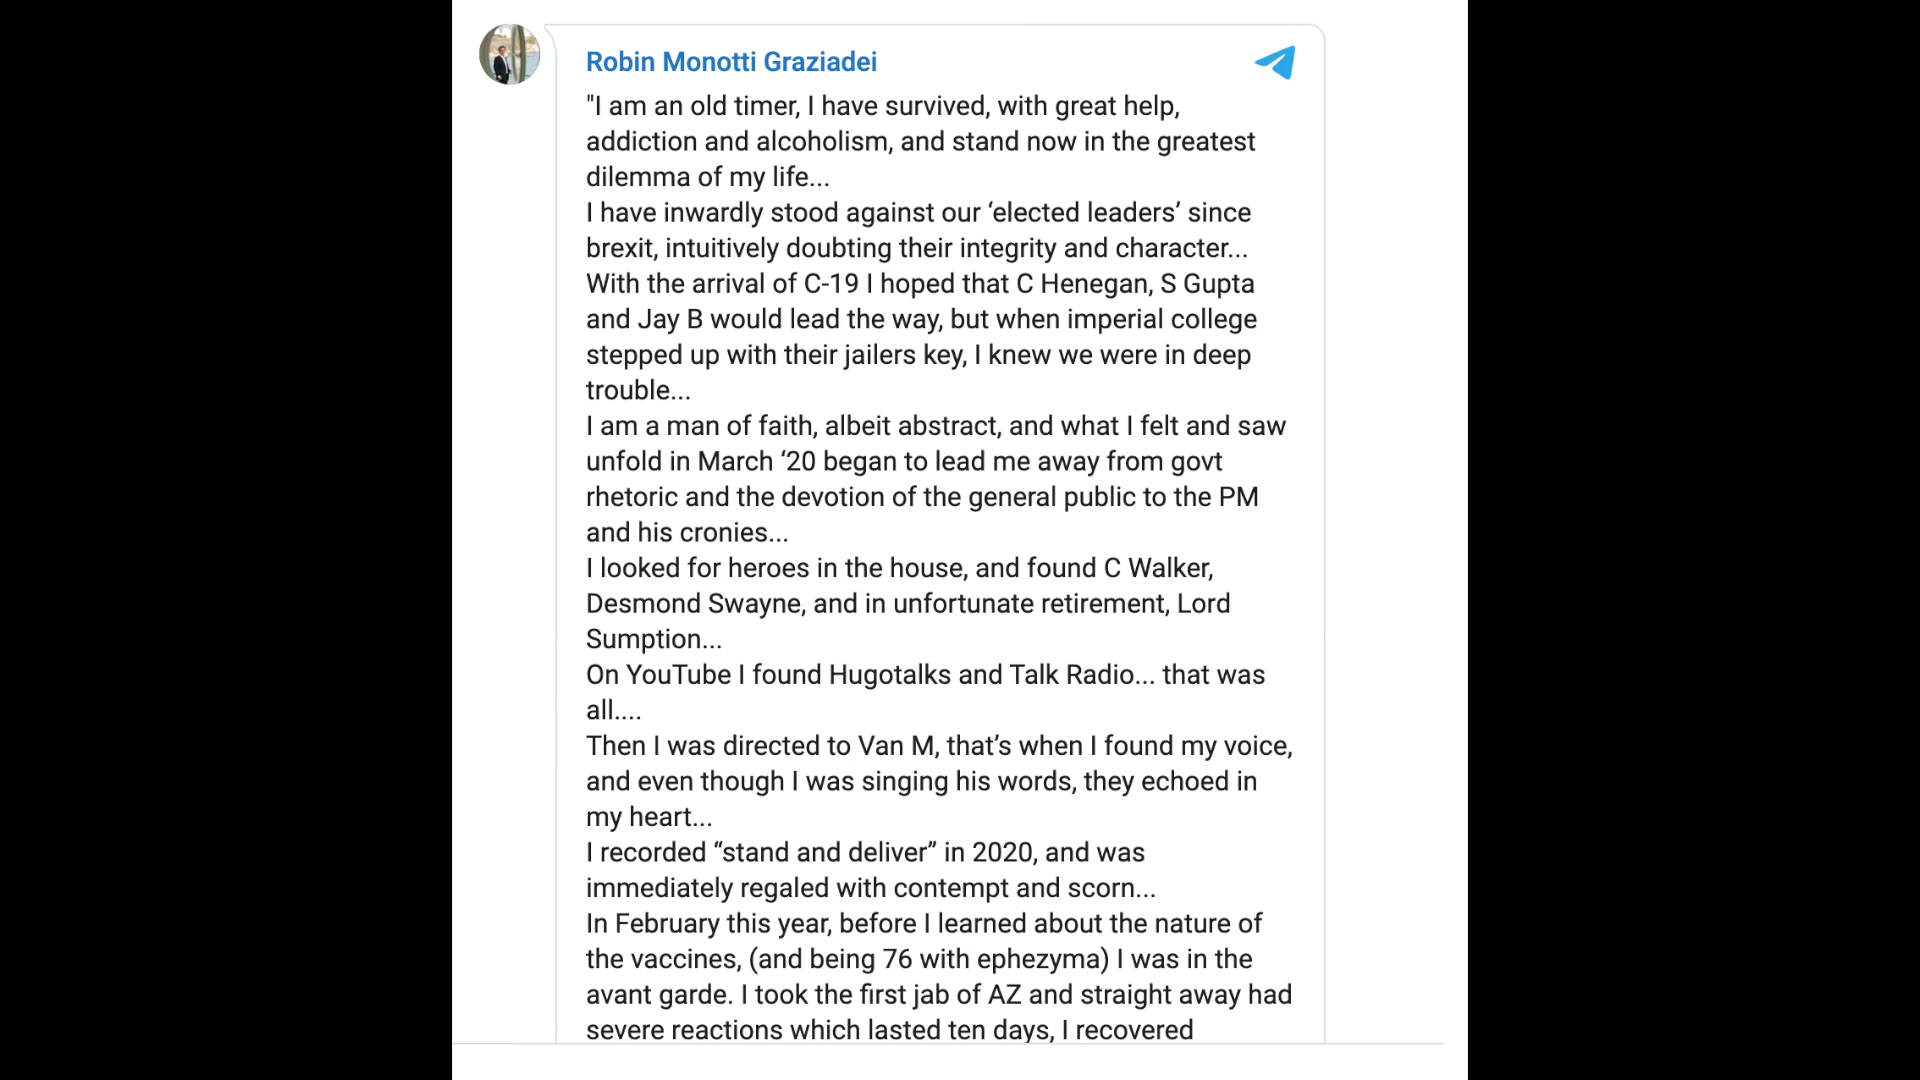 Robin Monotti Graziadei
"I am an old timer, I have survived, with great help,
addiction and alcoholism, and stand now in the greatest
dilemma of my life...
I have inwardly stood against our ‘elected leaders’ since
brexit, intuitively doubting their integrity and character...
With the arrival of C-19 I hoped that C Henegan, S Gupta
and Jay B would lead the way, but when imperial college
stepped up with their jailers key, I knew we were in deep
trouble...
I am a man of faith, albeit abstract, and what I felt and saw
unfold in March ‘20 began to lead me away from govt
rhetoric and the devotion of the general public to the PM
and his cronies...
I looked for heroes in the house, and found C Walker,
Desmond Swayne, and in unfortunate retirement, Lord
Sumption...
On YouTube I found Hugotalks and Talk Radio... that was
all....
Then I was directed to Van M, that’s when I found my voice,
and even though I was singing his words, they echoed in
my heart...
I recorded “stand and deliver” in 2020, and was
immediately regaled with contempt and scorn...
In February this year, before I learned about the nature of
the vaccines, (and being 76 with ephezyma) I was in the
avant garde. I took the first jab of AZ and straight away had
severe reactions which lasted ten days, I recovered